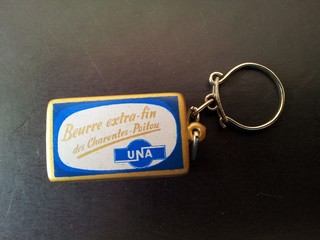 Beurre extra-fin
des Charentes-Poitou
UNA